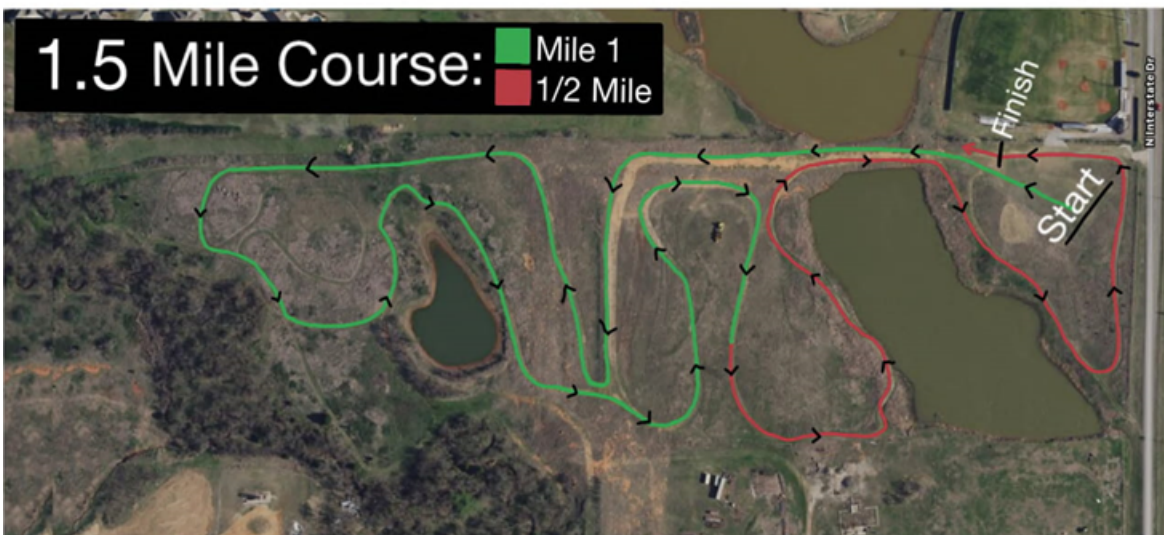 1.5 Mile Course:
Mile 1
1/2 Mile
Finish
Start
N Interstate Dr